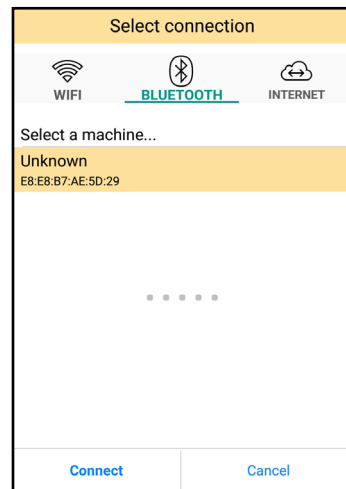 Select connection
WIFI BLUETOOTH INTERNET
Select a machine...
Unknown
E8:E8:B7:AE:5D:29
Connect Cancel